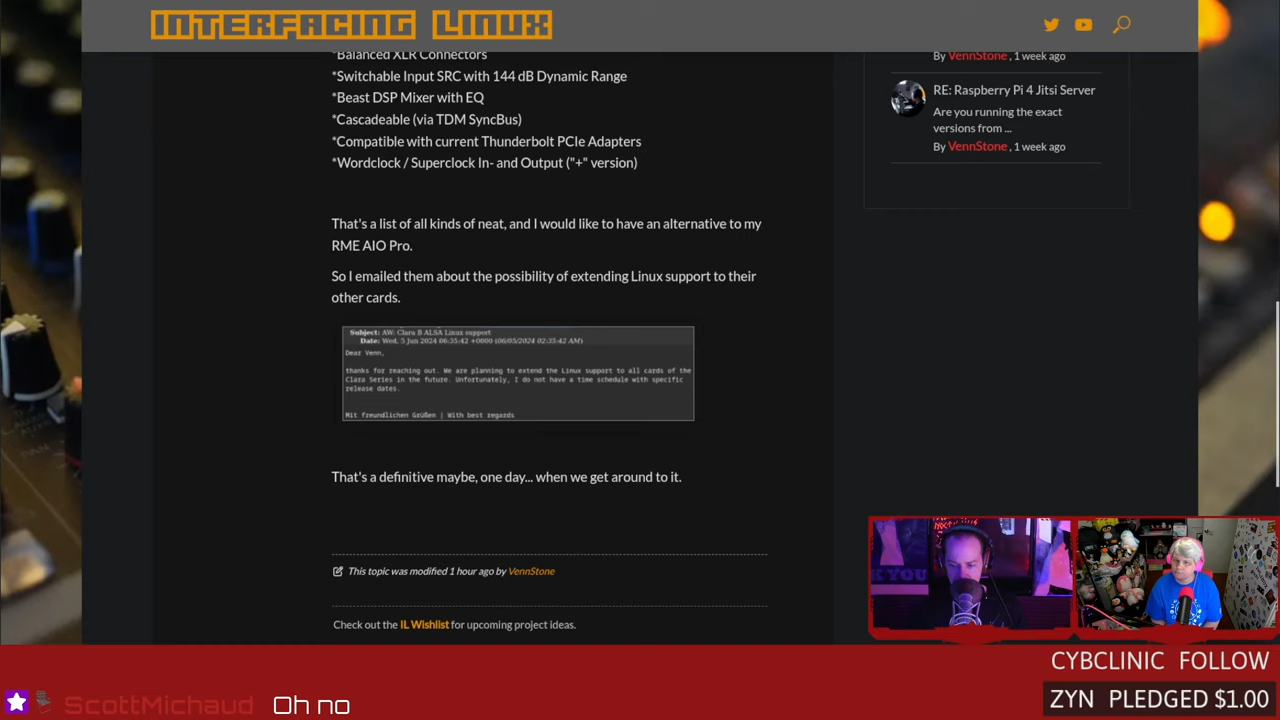 INTERFACING LINUX
*Balanced XLR Connectors
*Switchable Input SRC with 144 dB Dynamic Range
*Beast DSP Mixer with EQ
*Cascadeable (via TDM SyncBus)
*Compatible with current Thunderbolt PCIe Adapters
*Wordclock / Superclock In- and Output ("+" version)
That's a list of all kinds of neat, and I would like to have an alternative to my
RME AIO Pro.
So I emailed them about the possibility of extending Linux support to their
other cards.
Subject: AW: Clara B ALSA Linux support
Date: Wed, 5 Jun 2024 06:35:42 +0000 (06/05/2024 02:35:42 AM)
Dear Venn,
thanks for reaching out. We are planning to extend the Linux support to all cards of the
Clara Series in the future. Unfortunately, I do not have a time schedule with specific
release dates.
Mit freundlichen Grüßen | With best regards
That's a definitive maybe, one day... when we get around to it.
This topic was modified 1 hour ago by VennStone
Check out the IL Wishlist for upcoming project ideas.
By VennStone , 1 week ago
RE: Raspberry Pi 4 Jitsi Server
Are you running the exact
versions from ...
By VennStone , 1 week ago
CYBCLINIC FOLLOW
ZYN PLEDGED $1.00
ScottMichaud Oh no